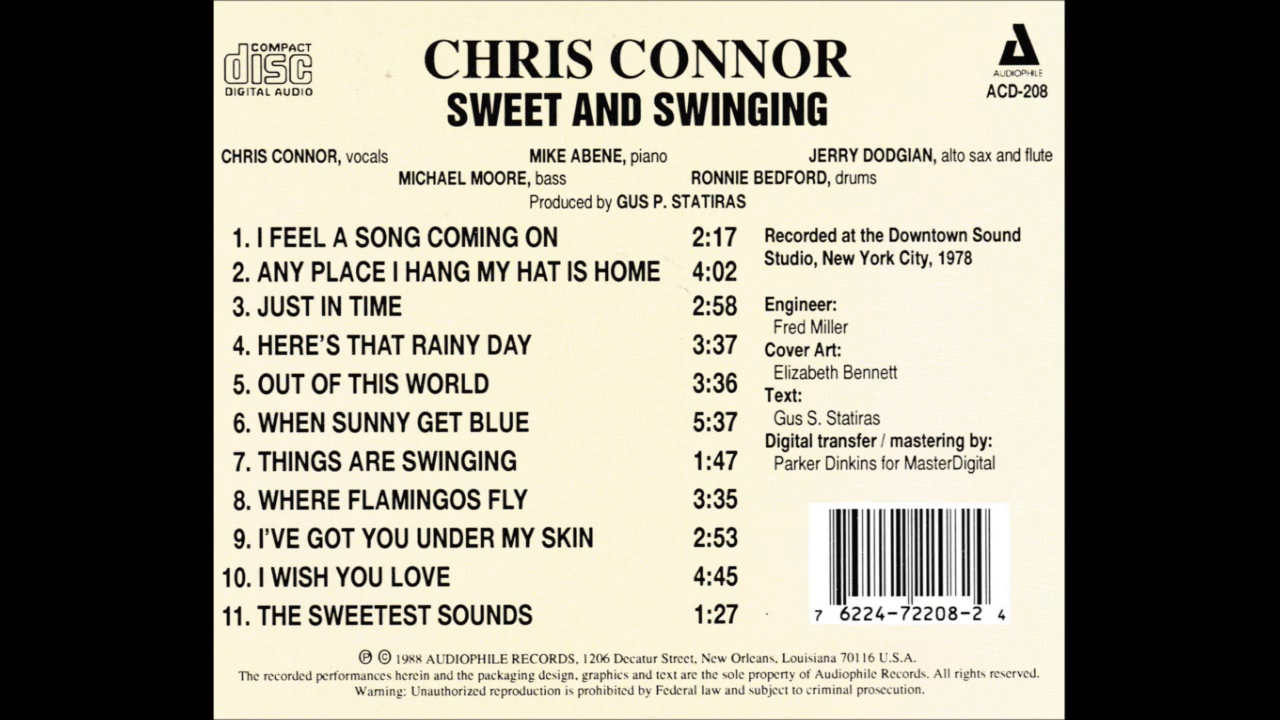 COMPACT
disc
DIGITAL AUDIO
CHRIS CONNOR
SWEET AND SWINGING
AUDIOPHILE
ACD-208
CHRIS CONNOR, vocals MIKE ABENE, piano JERRY DODGIAN, alto sax and flute
MICHAEL MOORE, bass RONNIE BEDFORD, drums
Produced by GUS P. STATIRAS
1. I FEEL A SONG COMING ON 2:17
2. ANY PLACE I HANG MY HAT IS HOME 4:02
3. JUST IN TIME 2:58
4. HERE'S THAT RAINY DAY 3:37
5. OUT OF THIS WORLD 3:36
6. WHEN SUNNY GET BLUE 5:37
7. THINGS ARE SWINGING 1:47
8. WHERE FLAMINGOS FLY 3:35
9. I'VE GOT YOU UNDER MY SKIN 2:53
10. I WISH YOU LOVE 4:45
11. THE SWEETEST SOUNDS 1:27
Recorded at the Downtown Sound
Studio, New York City, 1978
Engineer:
Fred Miller
Cover Art:
Elizabeth Bennett
Text:
Gus S. Statiras
Digital transfer / mastering by:
Parker Dinkins for MasterDigital
7 6224-72208-2 4
℗ © 1988 AUDIOPHILE RECORDS, 1206 Decatur Street, New Orleans, Louisiana 70116 U.S.A.
The recorded performances herein and the packaging design, graphics and text are the sole property of Audiophile Records. All rights reserved.
Warning: Unauthorized reproduction is prohibited by Federal law and subject to criminal prosecution.